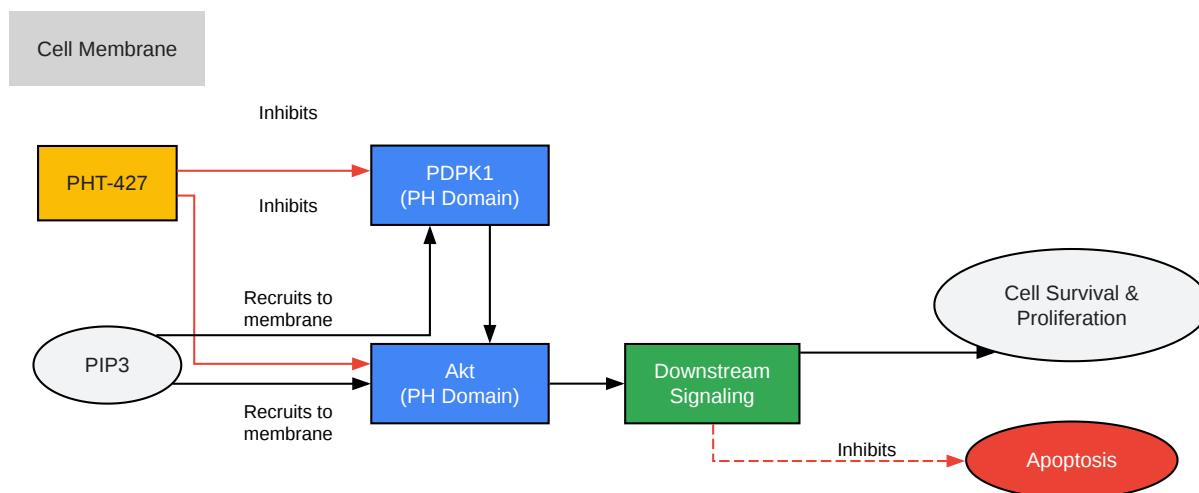 Cell Membrane
Inhibits
PHT-427
PDPK1
(PH Domain)
Inhibits
Recruits to
membrane
PIP3
Akt
(PH Domain)
Recruits to
membrane
Downstream
Signaling
Cell Survival &
Proliferation
Inhibits
Apoptosis